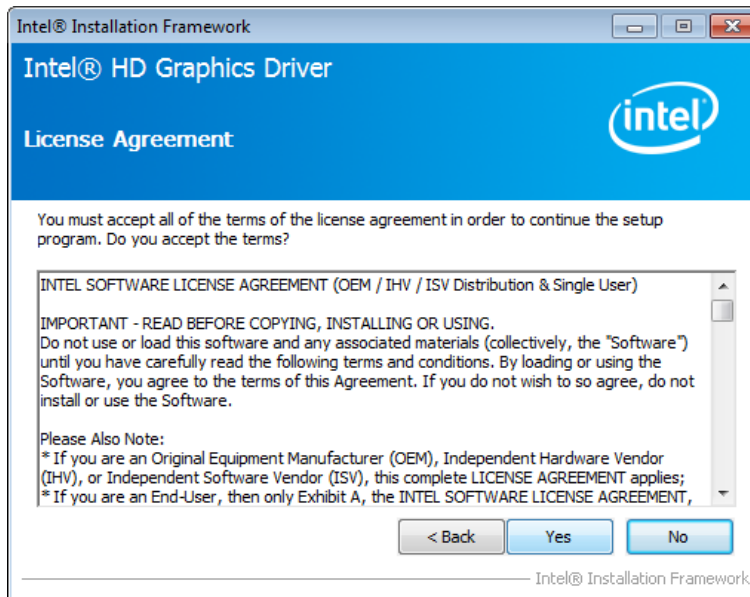 Intel® Installation Framework
Intel® HD Graphics Driver
intel®
License Agreement
You must accept all of the terms of the license agreement in order to continue the setup
program. Do you accept the terms?
INTEL SOFTWARE LICENSE AGREEMENT (OEM / IHV / ISV Distribution & Single User)
IMPORTANT - READ BEFORE COPYING, INSTALLING OR USING.
Do not use or load this software and any associated materials (collectively, the "Software")
until you have carefully read the following terms and conditions. By loading or using the
Software, you agree to the terms of this Agreement. If you do not wish to so agree, do not
install or use the Software.
Please Also Note:
* If you are an Original Equipment Manufacturer (OEM), Independent Hardware Vendor
(IHV), or Independent Software Vendor (ISV), this complete LICENSE AGREEMENT applies;
* If you are an End-User, then only Exhibit A, the INTEL SOFTWARE LICENSE AGREEMENT,
< Back Yes No
Intel® Installation Framework